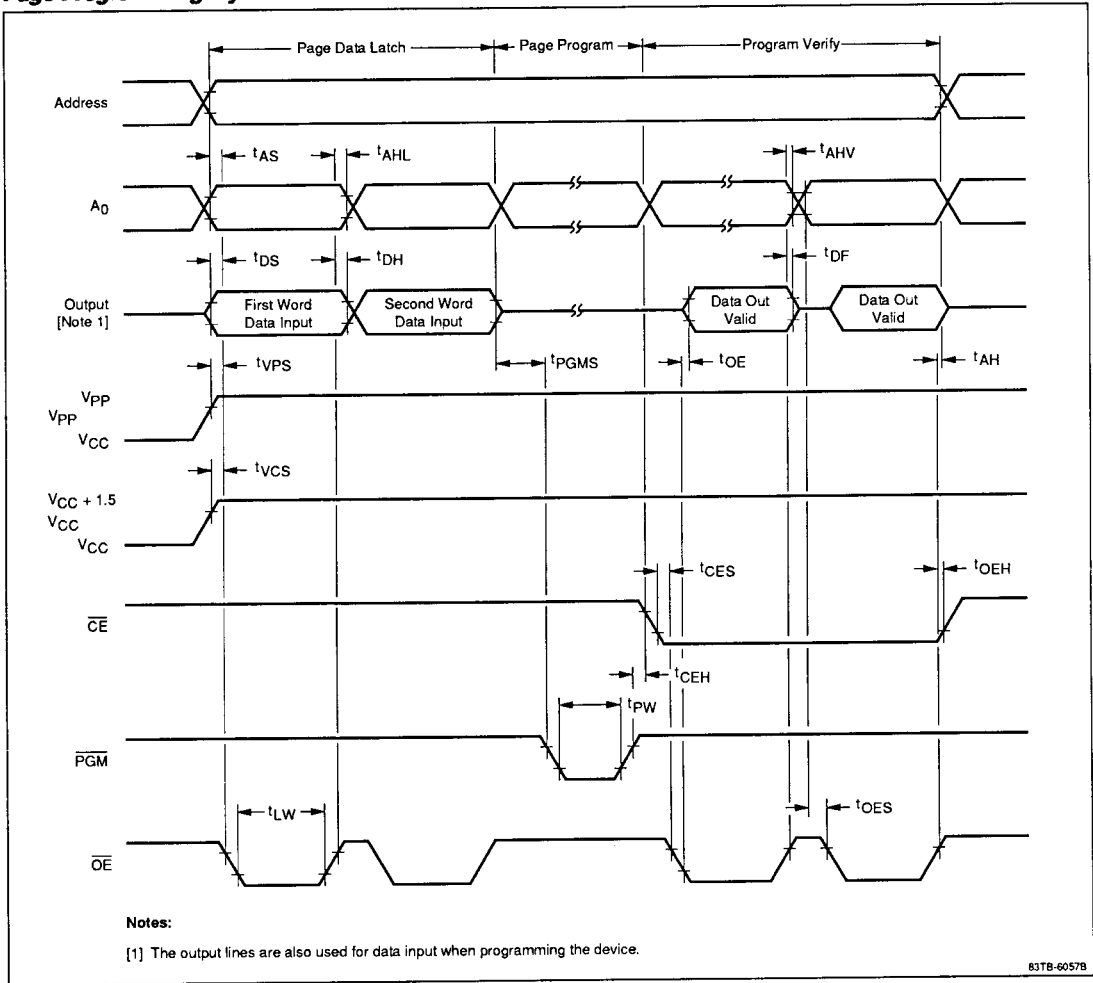 Page Data Latch
Page Program
Program Verify
Address
tAS
tAHL
tAHV
A0
tDS
tDH
tDF
Output
[Note 1]
First Word
Data Input
Second Word
Data Input
Data Out
Valid
Data Out
Valid
tVPS
tPGMS
tOE
tAH
VPP
VPP
VCC
tVCS
VCC + 1.5
VCC
VCC
tCES
tOEH
CE
tCEH
tPW
PGM
tLW
tOES
OE
Notes:
[1] The output lines are also used for data input when programming the device.
83TB-6057B